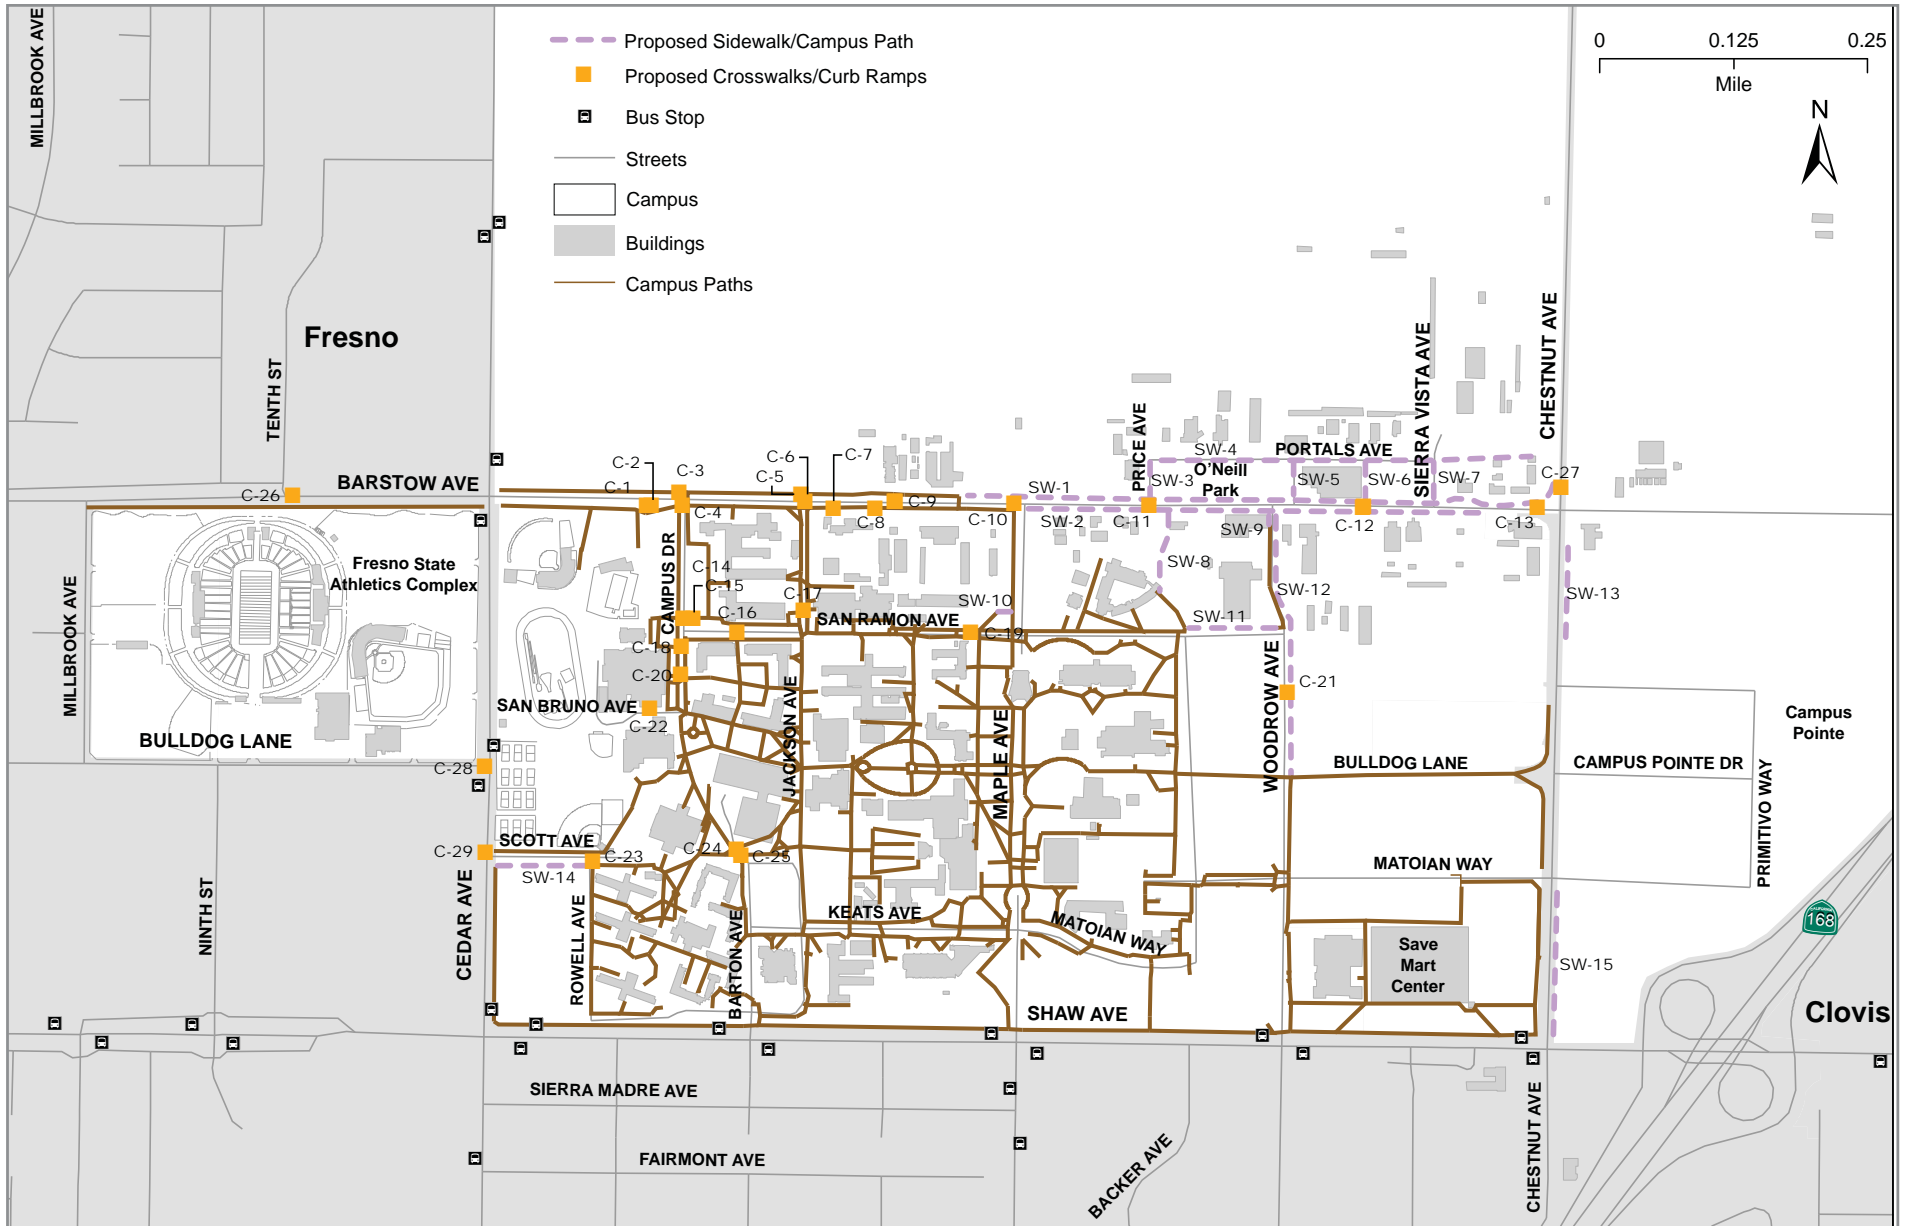 Proposed Sidewalk/Campus Path
Proposed Crosswalks/Curb Ramps
Bus Stop
Streets
Campus
Buildings
Campus Paths
0 0.125 0.25
Mile
N
MILLBROOK AVE
Fresno
TENTH ST
BARSTOW AVE
C-26
C-1
C-2
C-3
C-4
C-5
C-6
C-7
C-8
C-9
C-10
SW-1
SW-2
C-11
PRICE AVE
SW-3
SW-4
O'Neill
Park
PORTALS AVE
SW-5
SW-6
SIERRA VISTA AVE
SW-7
CHESTNUT AVE
C-27
C-12
C-13
SW-8
SW-9
SW-10
SW-11
SW-12
SW-13
Fresno State
Athletics Complex
MILLBROOK AVE
CAMPUS DR
C-14
C-15
C-16
C-17
SAN RAMON AVE
C-18
C-19
C-20
C-21
SAN BRUNO AVE
C-22
BULLDOG LANE
C-28
JACKSON AVE
MAPLE AVE
WOODROW AVE
BULLDOG LANE
CAMPUS POINTE DR
Campus
Pointe
PRIMITIVO WAY
SCOTT AVE
C-29
C-23
C-24
C-25
SW-14
MATOIAN WAY
NINTH ST
CEDAR AVE
ROWELL AVE
BARTON AVE
KEATS AVE
MATOIAN WAY
Save
Mart
Center
SW-15
CALIFORNIA
168
Clovis
SHAW AVE
SIERRA MADRE AVE
FAIRMONT AVE
BACKER AVE
CHESTNUT AVE